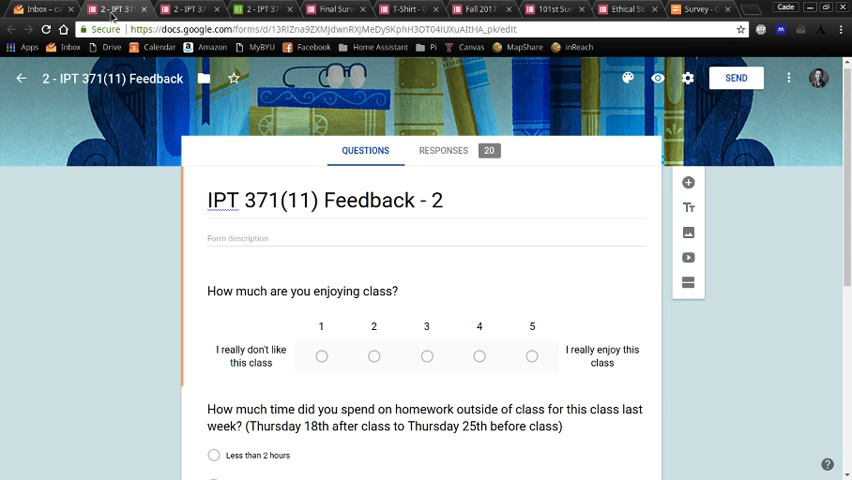 Inbox – ca
2 - IPT 371
2 - IPT 37
2 - IPT 37
Final Surv
T-Shirt - G
Fall 2017
101st Sur
Ethical St
Survey - G
Cade
Secure
https://docs.google.com/forms/d/13RlZna9ZXMJdwnRXjMeDy9KphH3OT04IUXuAItHA_pk/edit
Apps
Inbox
Drive
Calendar
Amazon
MyBYU
Facebook
Home Assistant
Pi
Canvas
MapShare
inReach
2 - IPT 371(11) Feedback
SEND
QUESTIONS
RESPONSES 20
IPT 371(11) Feedback - 2
Form description
How much are you enjoying class?
1 2 3 4 5
I really don't like
this class
I really enjoy this
class
How much time did you spend on homework outside of class for this class last
week? (Thursday 18th after class to Thursday 25th before class)
Less than 2 hours